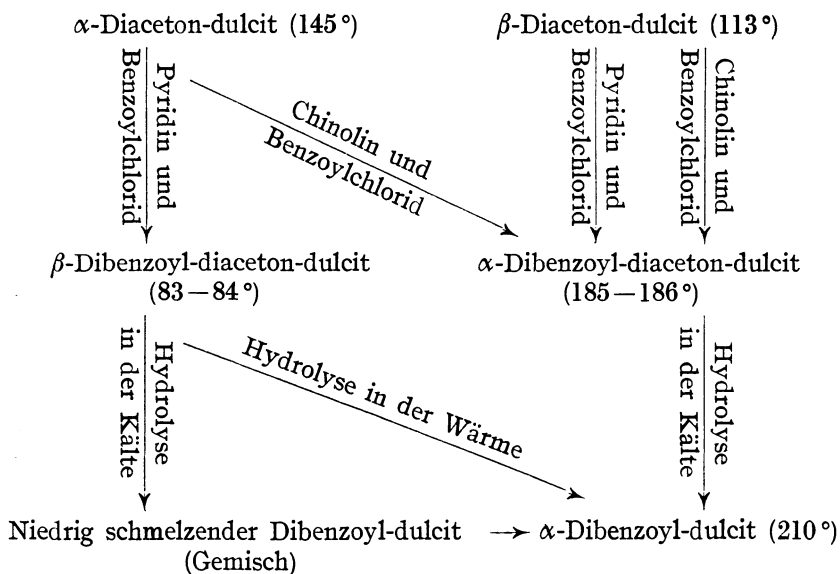 α-Diaceton-dulcit (145°)
β-Diaceton-dulcit (113°)
Pyridin und
Benzoylchlorid
Chinolin und
Benzoylchlorid
Pyridin und
Benzoylchlorid
Chinolin und
Benzoylchlorid
β-Dibenzoyl-diaceton-dulcit
(83—84°)
α-Dibenzoyl-diaceton-dulcit
(185—186°)
Hydrolyse
in der Kälte
Hydrolyse in der Wärme
Hydrolyse
in der Kälte
Niedrig schmelzender Dibenzoyl-dulcit
(Gemisch)
→ α-Dibenzoyl-dulcit (210°)